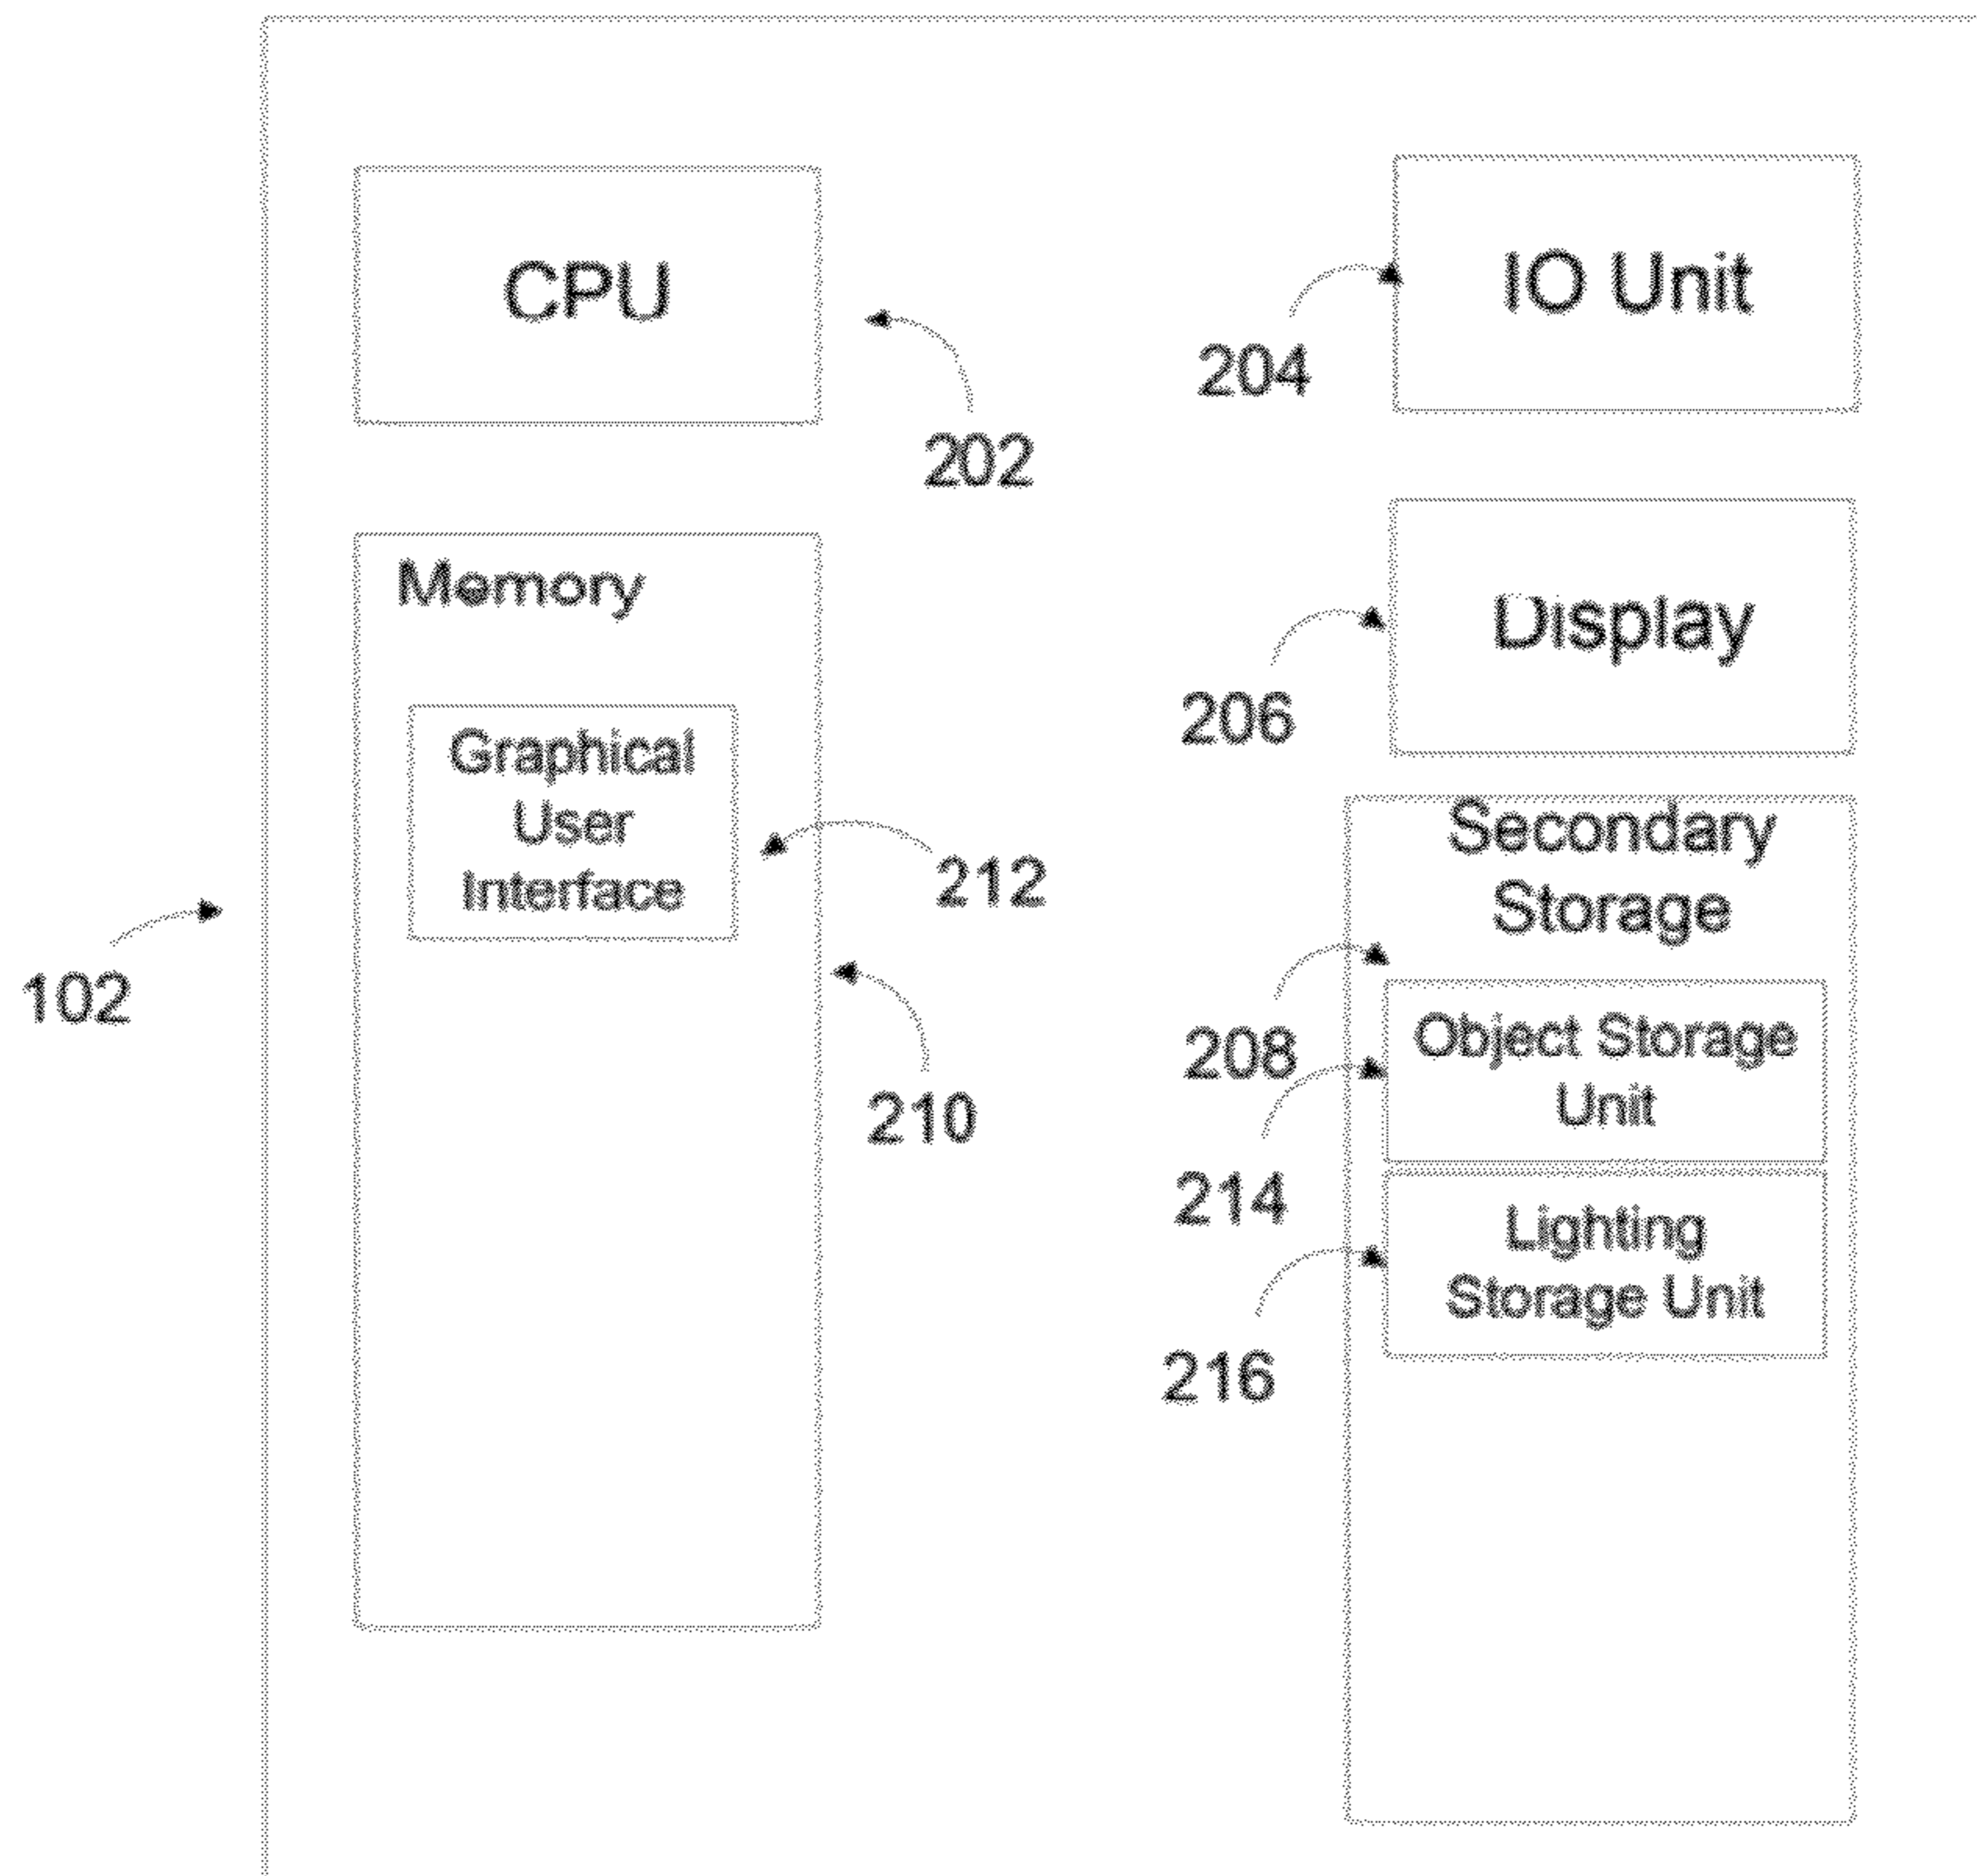 CPU
202
IO Unit
204
Memory
Graphical
User
Interface
212
210
102
Display
206
Secondary
Storage
208
Object Storage
Unit
214
Lighting
Storage Unit
216